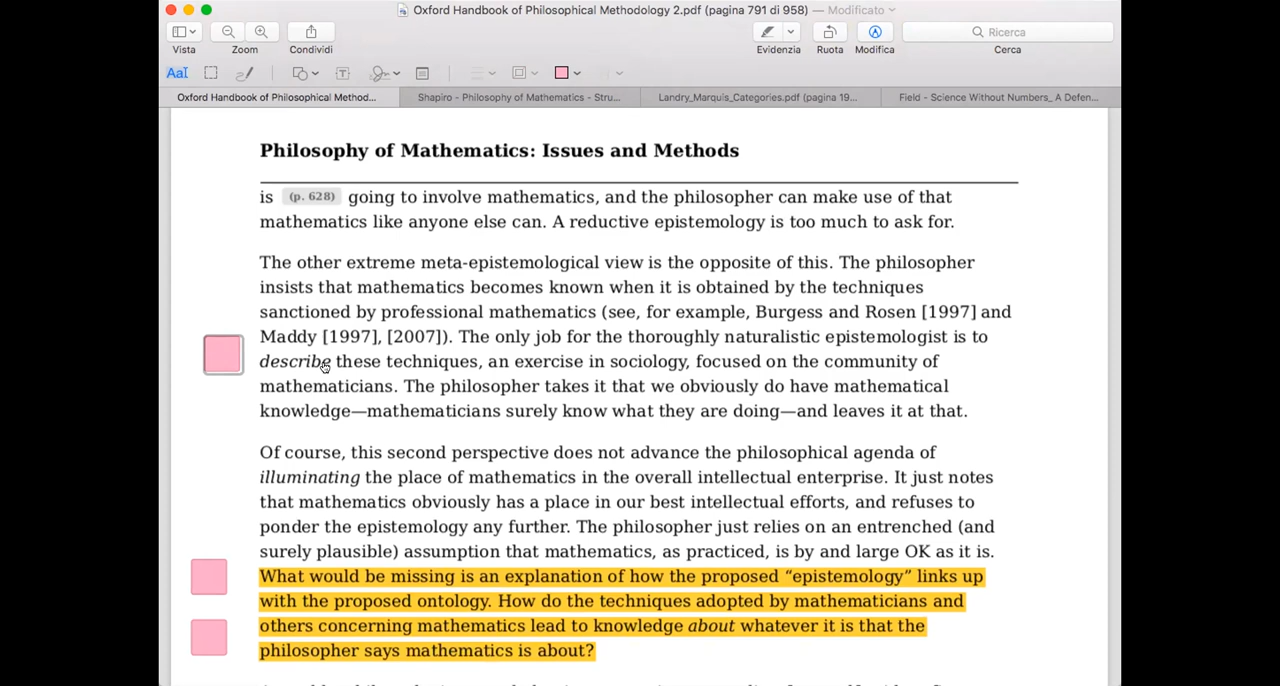 Oxford Handbook of Philosophical Methodology 2.pdf (pagina 791 di 958) — Modificato
Vista Zoom Condividi Evidenzia Ruota Modifica Cerca
Ricerca
AaI T
Oxford Handbook of Philosophical Method... Shapiro - Philosophy of Mathematics - Stru... Landry_Marquis_Categories.pdf (pagina 19... Field - Science Without Numbers_ A Defen...
Philosophy of Mathematics: Issues and Methods
is (p. 628) going to involve mathematics, and the philosopher can make use of that
mathematics like anyone else can. A reductive epistemology is too much to ask for.
The other extreme meta-epistemological view is the opposite of this. The philosopher
insists that mathematics becomes known when it is obtained by the techniques
sanctioned by professional mathematics (see, for example, Burgess and Rosen [1997] and
Maddy [1997], [2007]). The only job for the thoroughly naturalistic epistemologist is to
describe these techniques, an exercise in sociology, focused on the community of
mathematicians. The philosopher takes it that we obviously do have mathematical
knowledge—mathematicians surely know what they are doing—and leaves it at that.
Of course, this second perspective does not advance the philosophical agenda of
illuminating the place of mathematics in the overall intellectual enterprise. It just notes
that mathematics obviously has a place in our best intellectual efforts, and refuses to
ponder the epistemology any further. The philosopher just relies on an entrenched (and
surely plausible) assumption that mathematics, as practiced, is by and large OK as it is.
What would be missing is an explanation of how the proposed “epistemology” links up
with the proposed ontology. How do the techniques adopted by mathematicians and
others concerning mathematics lead to knowledge about whatever it is that the
philosopher says mathematics is about?